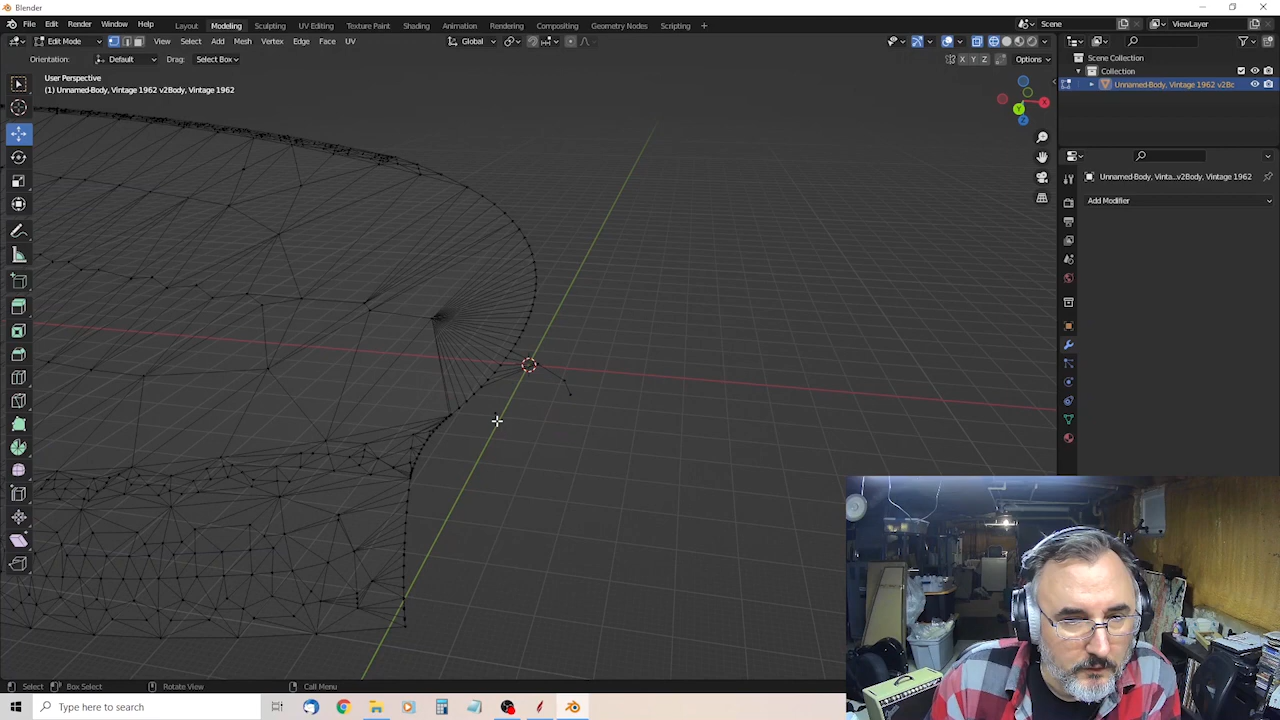 Blender
File Edit Render Window Help Layout Modeling Sculpting UV Editing Texture Paint Shading Animation Rendering Compositing Geometry Nodes Scripting + Scene ViewLayer
Edit Mode View Select Add Mesh Vertex Edge Face UV Global
Orientation: Default Drag: Select Box X Y Z Options
User Perspective
(1) Unnamed-Body, Vintage 1962 v2Body, Vintage 1962
Scene Collection
Collection
Unnamed-Body, Vintage 1962 v2Bc
Unnamed-Body, Vinta...v2Body, Vintage 1962
Add Modifier
X
Y
Z
Select Box Select Rotate View Call Menu
Type here to search